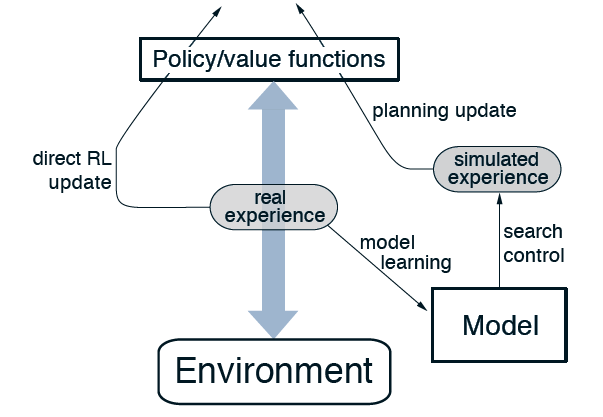 Policy/value functions
planning update
direct RL
update
simulated
experience
real
experience
search
control
model
learning
Model
Environment